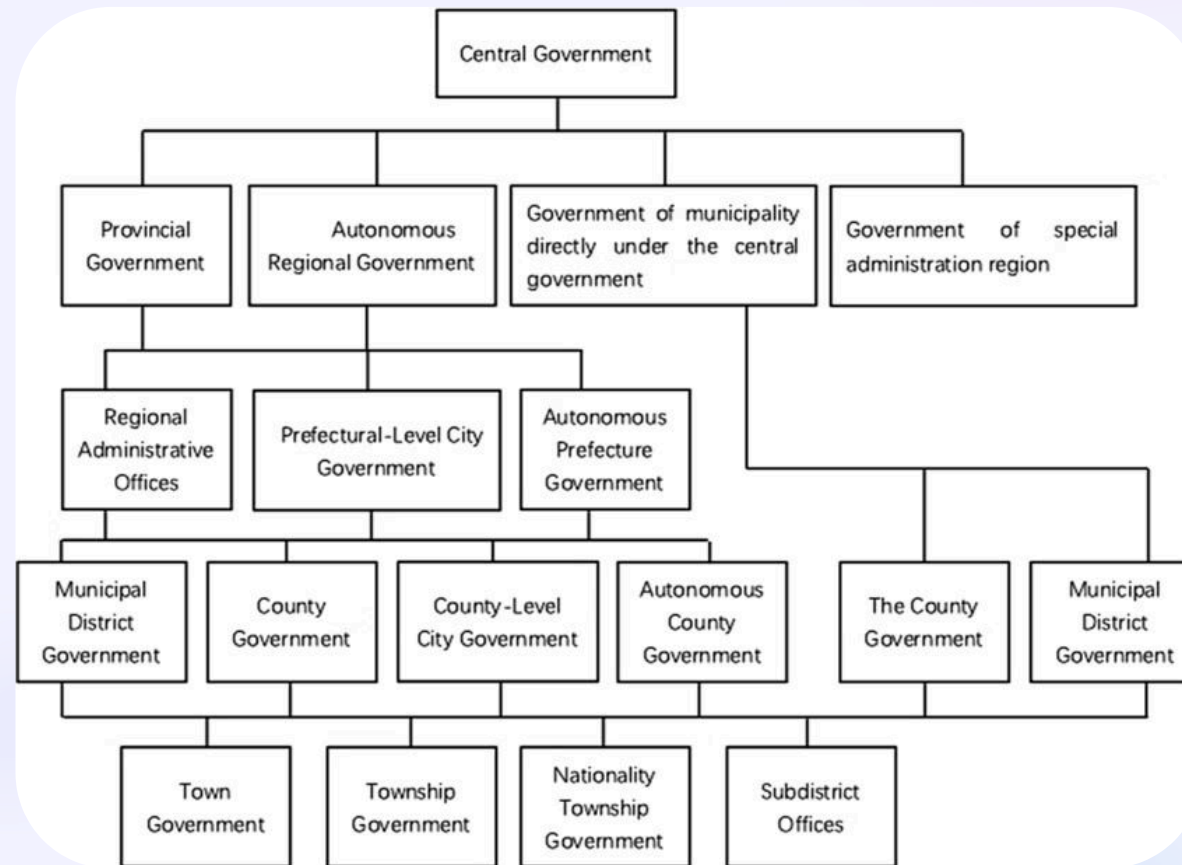 Central Government
Provincial
Government
Autonomous
Regional Government
Government of municipality
directly under the central
government
Government of special
administration region
Regional
Administrative
Offices
Prefectural-Level City
Government
Autonomous
Prefecture
Government
Municipal
District
Government
County
Government
County-Level
City Government
Autonomous
County
Government
The County
Government
Municipal
District
Government
Town
Government
Township
Government
Nationality
Township
Government
Subdistrict
Offices